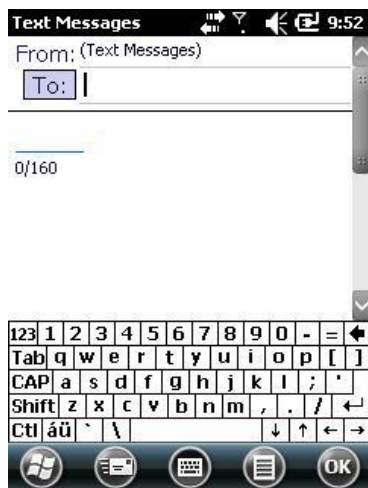 Text Messages 9:52
From: (Text Messages)
To:
0/160
123 1 2 3 4 5 6 7 8 9 0 - =
Tab q w e r t y u i o p [ ]
CAP a s d f g h j k l ; '
Shift z x c v b n m , . / ↵
Ctl áü ` \ ↓ ↑ ← →
OK